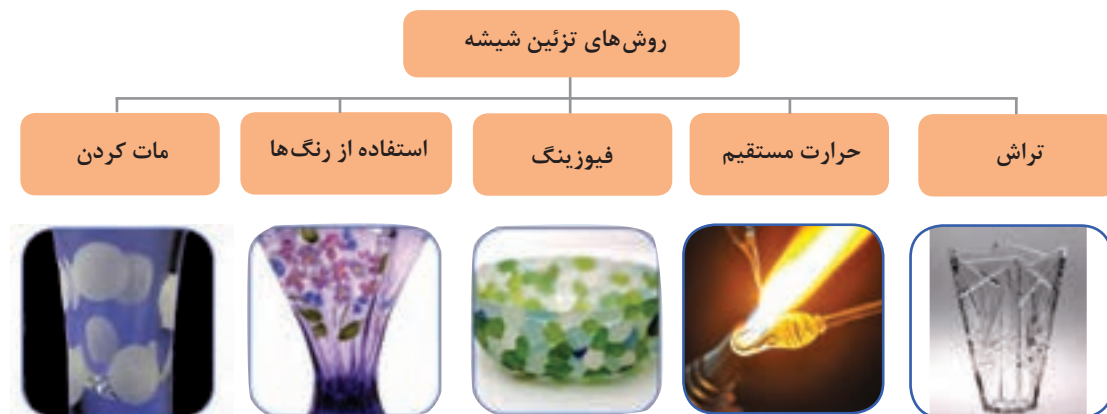 روش‌های تزئین شیشه
تراش
حرارت مستقیم
فیوزینگ
استفاده از رنگ‌ها
مات کردن